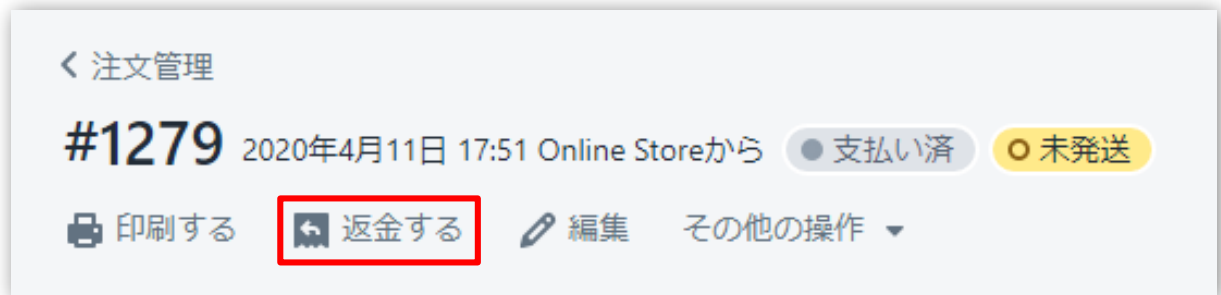 注文管理
#1279 2020年4月11日 17:51 Online Storeから 支払い済 未発送
印刷する 返金する 編集 その他の操作